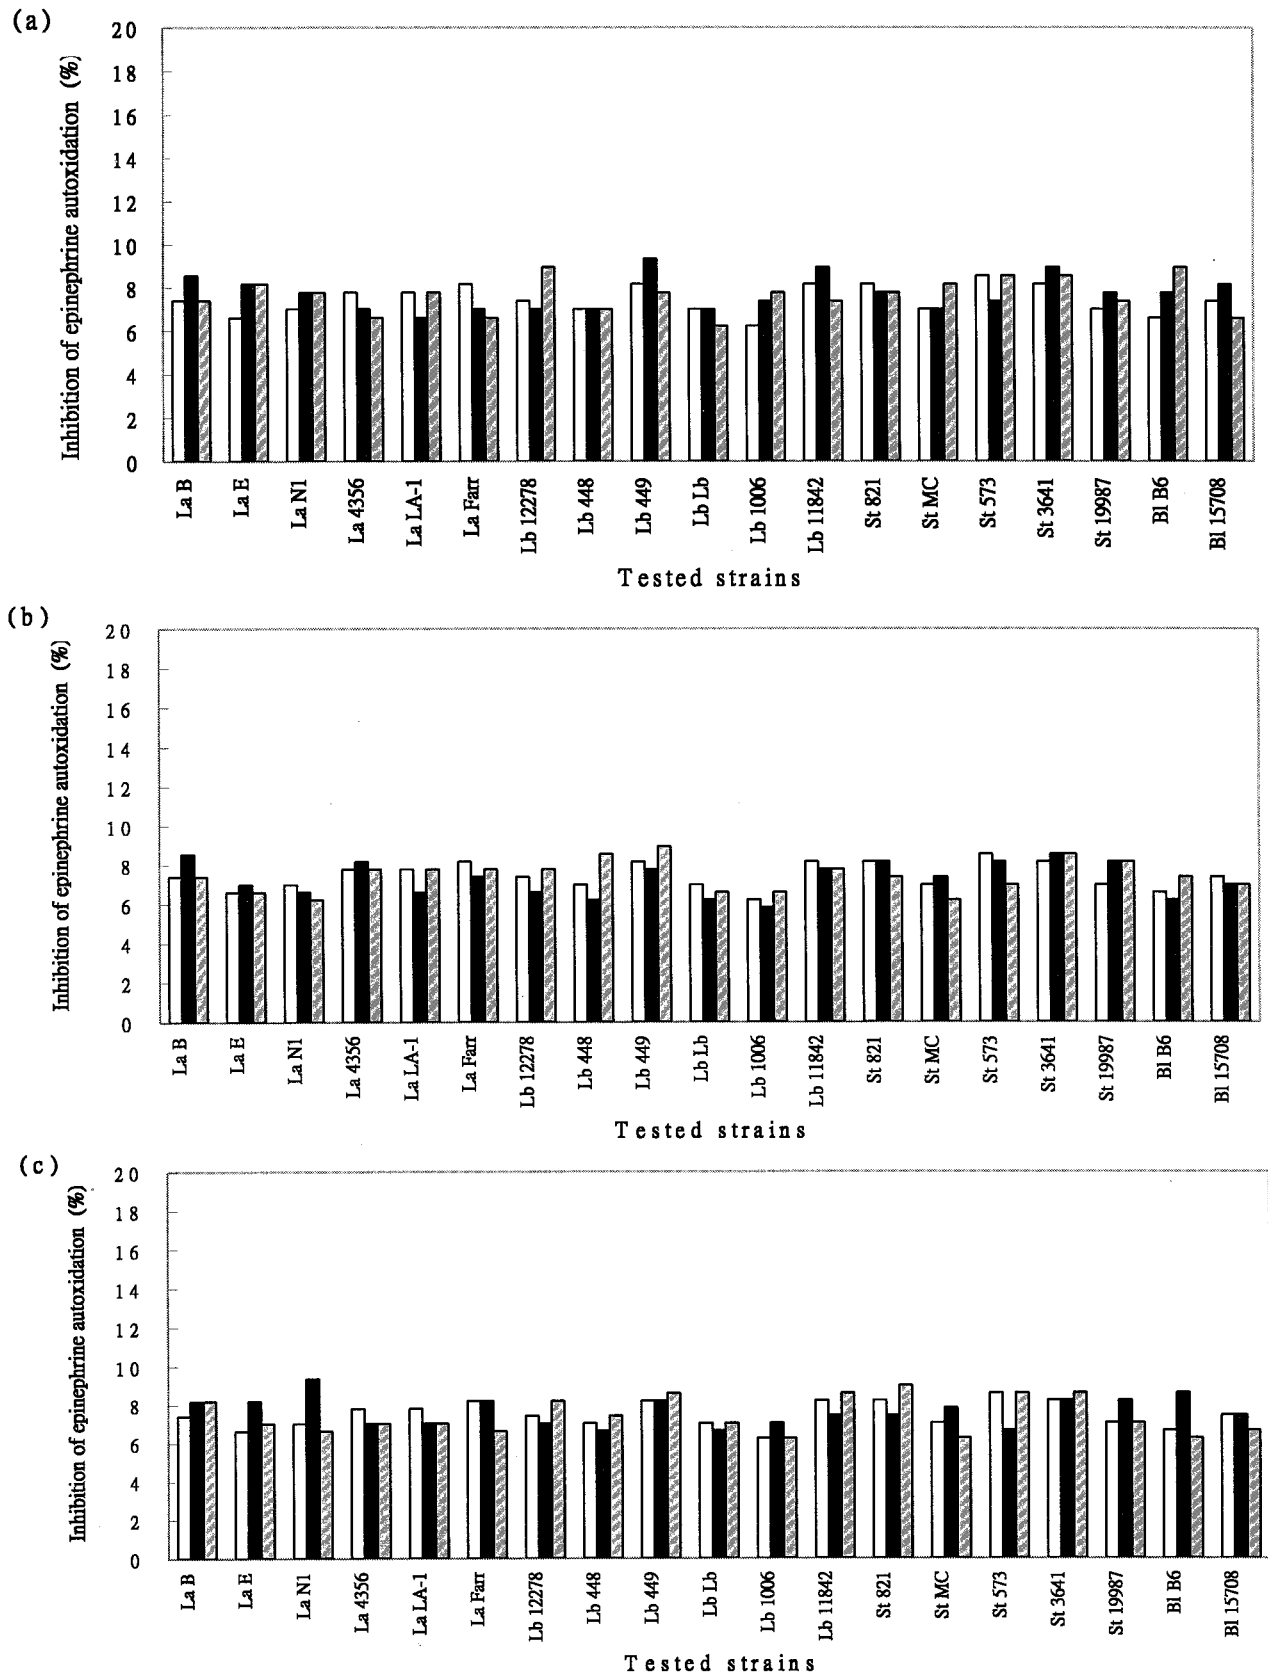 (a)
Inhibition of epinephrine autoxidation (%)
20
18
16
14
12
10
8
6
4
2
0
La B
La E
La N1
La 4356
La LA-1
La Farr
Lb 12278
Lb 448
Lb 449
Lb Lb
Lb 1006
Lb 11842
St 821
St MC
St 573
St 3641
St 19987
Bl B6
Bl 15708
Tested strains
(b)
Inhibition of epinephrine autoxidation (%)
20
18
16
14
12
10
8
6
4
2
0
La B
La E
La N1
La 4356
La LA-1
La Farr
Lb 12278
Lb 448
Lb 449
Lb Lb
Lb 1006
Lb 11842
St 821
St MC
St 573
St 3641
St 19987
Bl B6
Bl 15708
Tested strains
(c)
Inhibition of epinephrine autoxidation (%)
20
18
16
14
12
10
8
6
4
2
0
La B
La E
La N1
La 4356
La LA-1
La Farr
Lb 12278
Lb 448
Lb 449
Lb Lb
Lb 1006
Lb 11842
St 821
St MC
St 573
St 3641
St 19987
Bl B6
Bl 15708
Tested strains